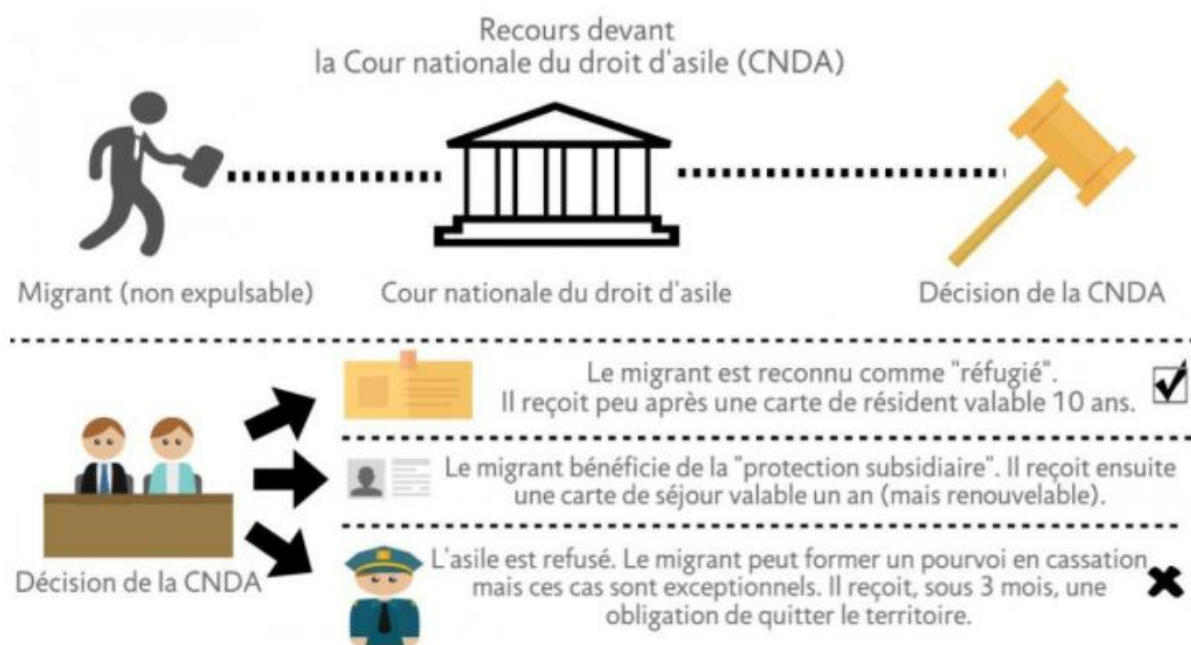 Recours devant
la Cour nationale du droit d'asile (CNDA)
Migrant (non expulsable)
Cour nationale du droit d'asile
Décision de la CNDA
Le migrant est reconnu comme "réfugié".
Il reçoit peu après une carte de résident valable 10 ans.
Le migrant bénéficie de la "protection subsidiaire". Il reçoit ensuite
une carte de séjour valable un an (mais renouvelable).
Décision de la CNDA
L'asile est refusé. Le migrant peut former un pourvoi en cassation
mais ces cas sont exceptionnels. Il reçoit, sous 3 mois, une
obligation de quitter le territoire.